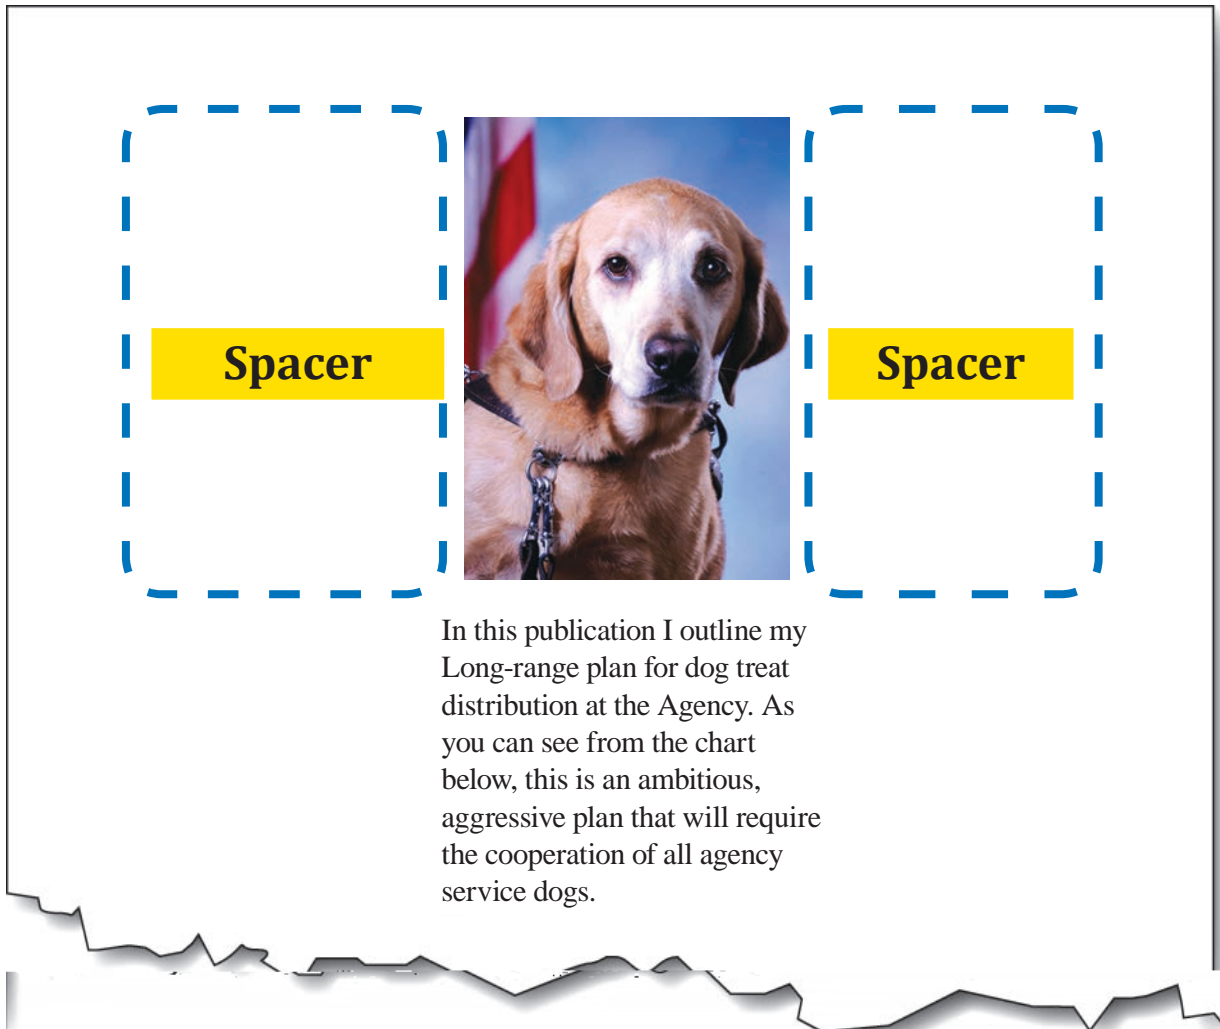 Spacer
Spacer
In this publication I outline my
Long-range plan for dog treat
distribution at the Agency. As
you can see from the chart
below, this is an ambitious,
aggressive plan that will require
the cooperation of all agency
service dogs.